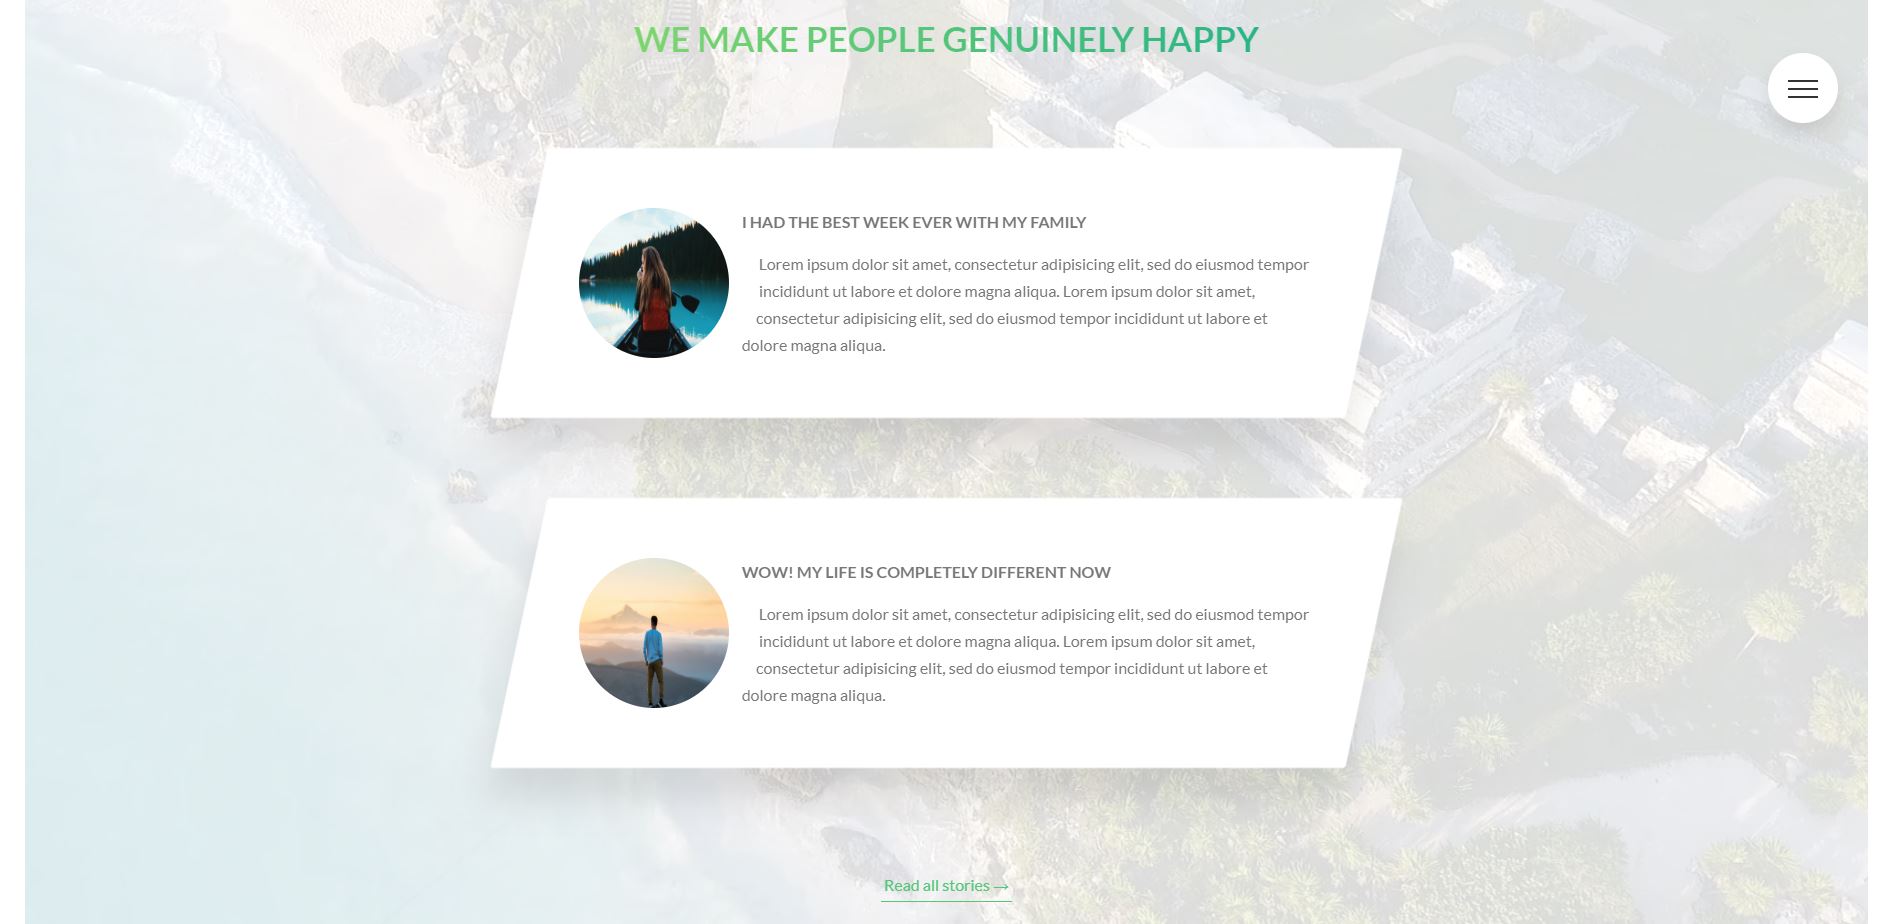 WE MAKE PEOPLE GENUINELY HAPPY
I HAD THE BEST WEEK EVER WITH MY FAMILY
Lorem ipsum dolor sit amet, consectetur adipisicing elit, sed do eiusmod tempor
incididunt ut labore et dolore magna aliqua. Lorem ipsum dolor sit amet,
consectetur adipisicing elit, sed do eiusmod tempor incididunt ut labore et
dolore magna aliqua.
WOW! MY LIFE IS COMPLETELY DIFFERENT NOW
Lorem ipsum dolor sit amet, consectetur adipisicing elit, sed do eiusmod tempor
incididunt ut labore et dolore magna aliqua. Lorem ipsum dolor sit amet,
consectetur adipisicing elit, sed do eiusmod tempor incididunt ut labore et
dolore magna aliqua.
Read all stories →